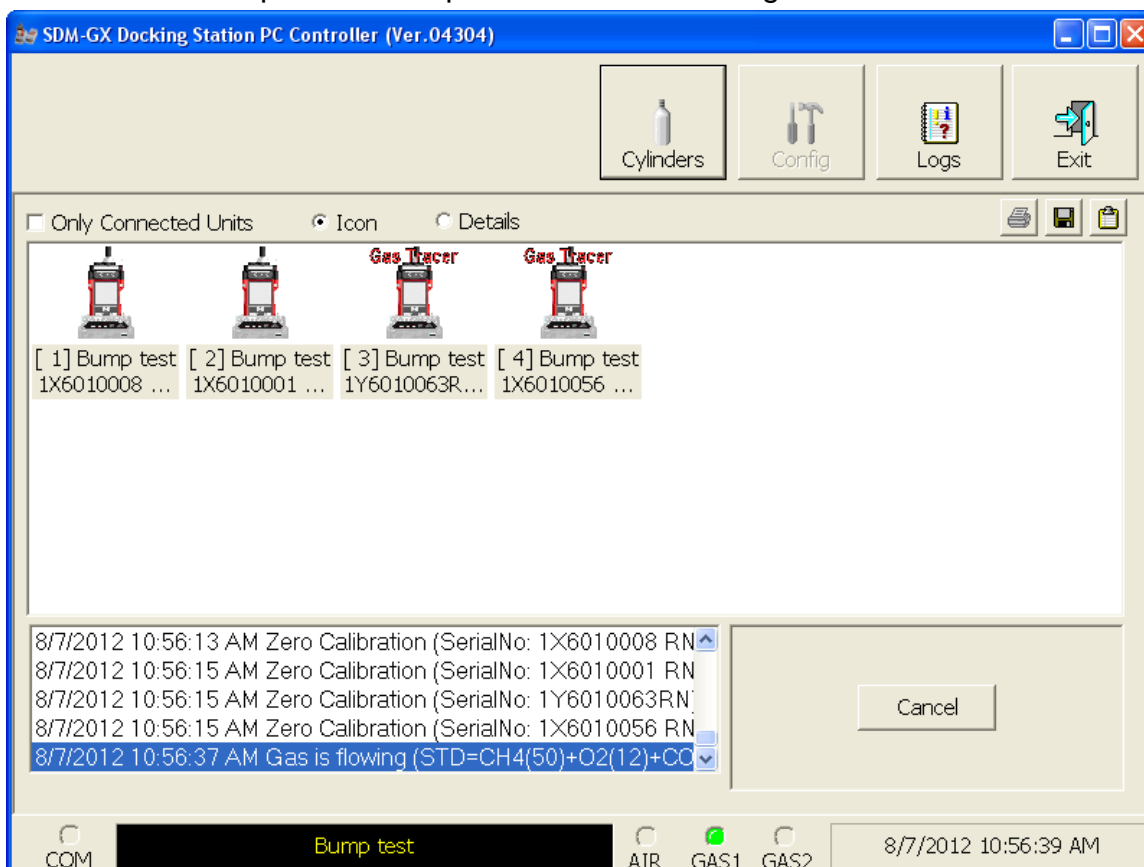 SDM-GX Docking Station PC Controller (Ver.04304)
Cylinders
Config
Logs
Exit
Only Connected Units
Icon
Details
Gas Tracer
Gas Tracer
[ 1] Bump test
1X6010008 ...
[ 2] Bump test
1X6010001 ...
[ 3] Bump test
1Y6010063R...
[ 4] Bump test
1X6010056 ...
8/7/2012 10:56:13 AM Zero Calibration (SerialNo: 1X6010008 RN
8/7/2012 10:56:15 AM Zero Calibration (SerialNo: 1X6010001 RN
8/7/2012 10:56:15 AM Zero Calibration (SerialNo: 1Y6010063RN
8/7/2012 10:56:15 AM Zero Calibration (SerialNo: 1X6010056 RN
8/7/2012 10:56:37 AM Gas is flowing (STD=CH4(50)+O2(12)+CO
Cancel
COM
Bump test
AIR
GAS1
GAS2
8/7/2012 10:56:39 AM